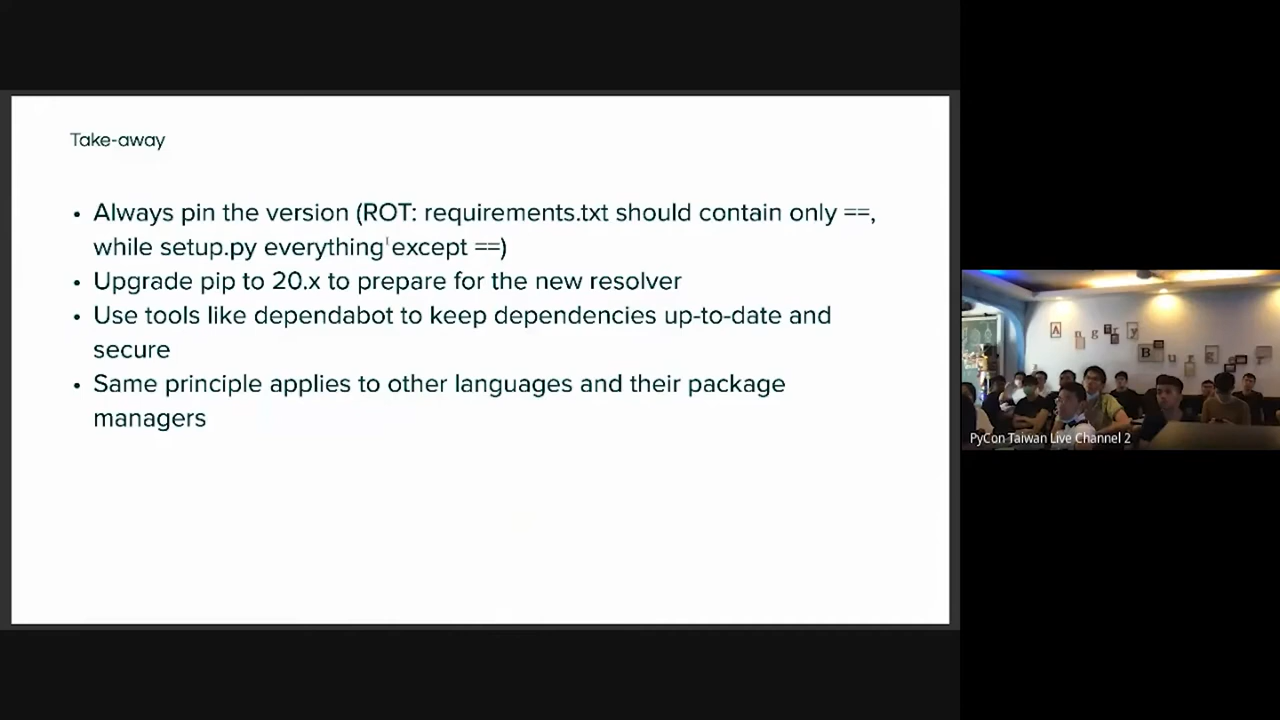 Take-away
• Always pin the version (ROT: requirements.txt should contain only ==,
while setup.py everything except ==)
• Upgrade pip to 20.x to prepare for the new resolver
• Use tools like dependabot to keep dependencies up-to-date and
secure
• Same principle applies to other languages and their package
managers
Angry
Burger
PyCon Taiwan Live Channel 2